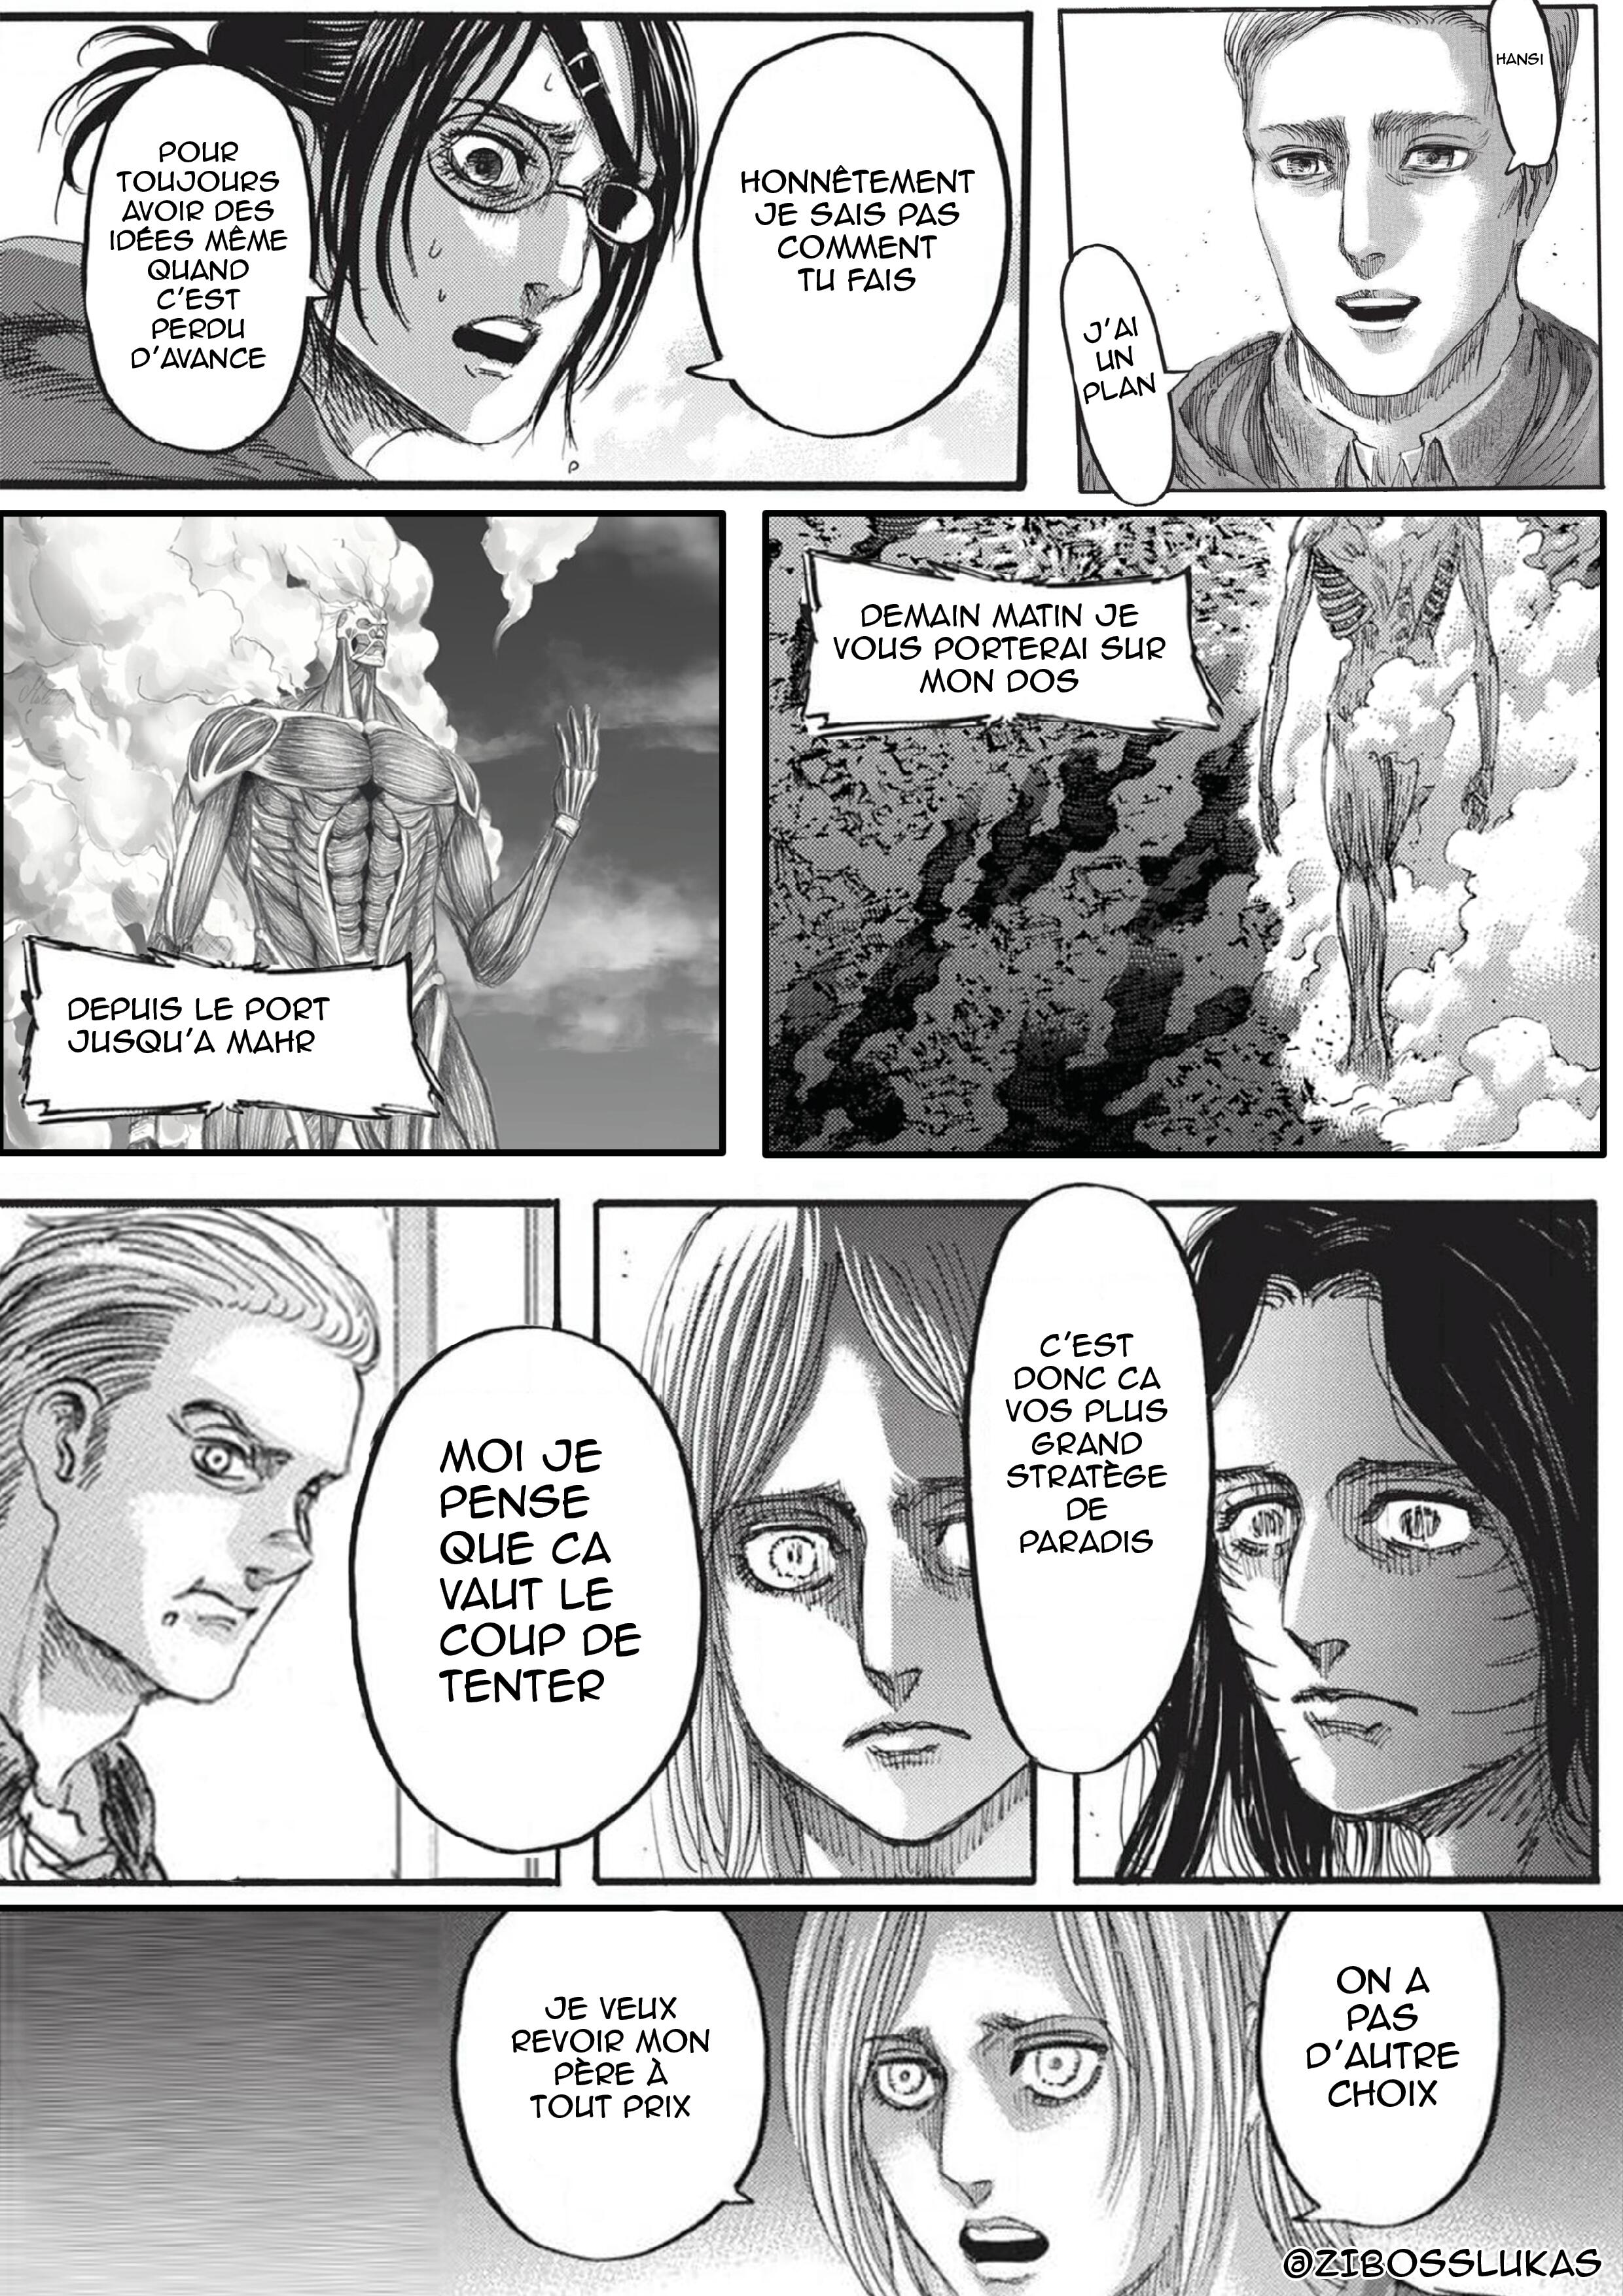 HANSI
J'AI
UN
PLAN
HONNÊTEMENT
JE SAIS PAS
COMMENT
TU FAIS
POUR
TOUJOURS
AVOIR DES
IDÉES MÊME
QUAND
C'EST
PERDU
D'AVANCE
DEMAIN MATIN JE
VOUS PORTERAI SUR
MON DOS
DEPUIS LE PORT
JUSQU'A MAHR
C'EST
DONC CA
VOS PLUS
GRAND
STRATÈGE
DE
PARADIS
MOI JE
PENSE
QUE CA
VAUT LE
COUP DE
TENTER
ON A
PAS
D'AUTRE
CHOIX
JE VEUX
REVOIR MON
PÈRE À
TOUT PRIX
@ZIBOSSLUKAS